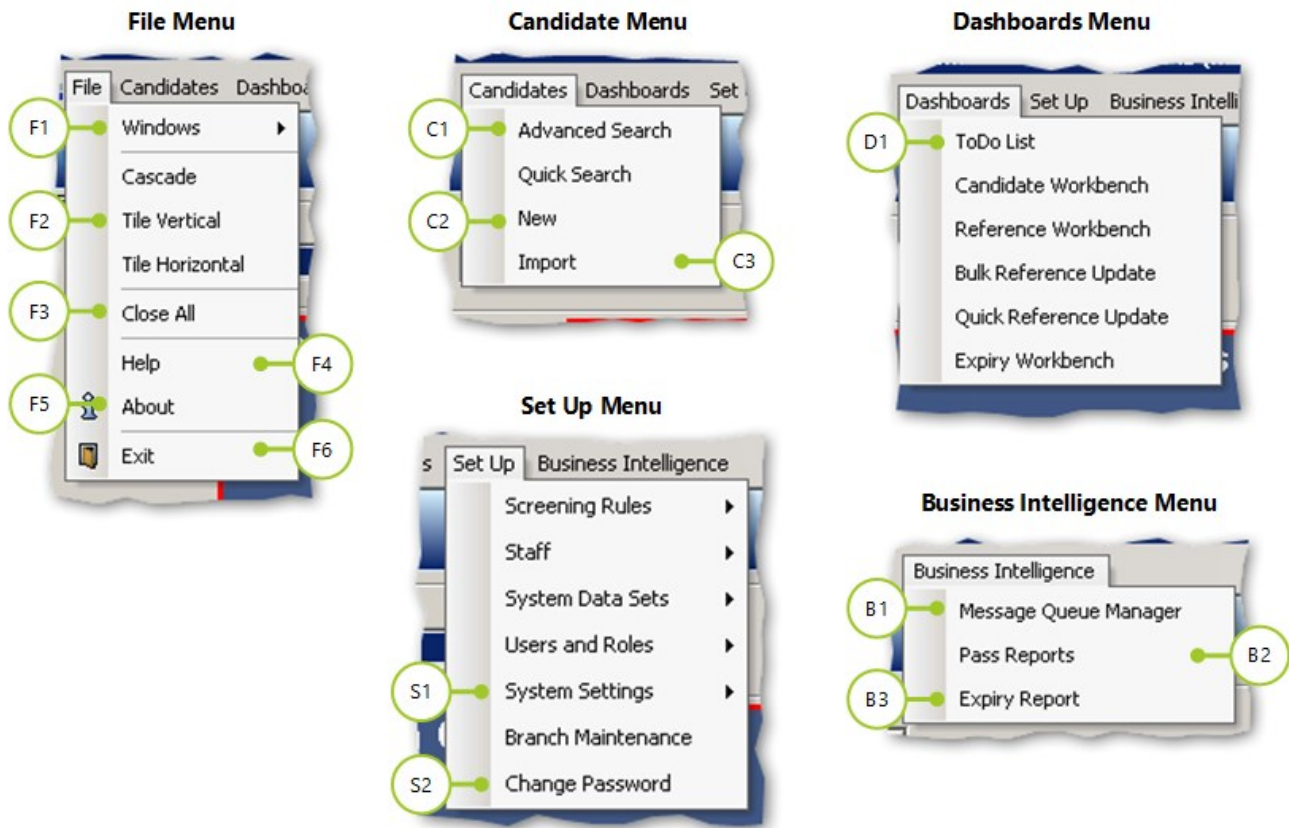 File Menu
File Candidates Dashboa
F1 Windows
Cascade
F2 Tile Vertical
Tile Horizontal
F3 Close All
Help F4
F5 About
Exit F6
Candidate Menu
Candidates Dashboards Set
C1 Advanced Search
Quick Search
C2 New
Import C3
Dashboards Menu
Dashboards Set Up Business Intelli
D1 ToDo List
Candidate Workbench
Reference Workbench
Bulk Reference Update
Quick Reference Update
Expiry Workbench
Set Up Menu
s Set Up Business Intelligence
Screening Rules
Staff
System Data Sets
Users and Roles
S1 System Settings
Branch Maintenance
S2 Change Password
Business Intelligence Menu
Business Intelligence
B1 Message Queue Manager
Pass Reports B2
B3 Expiry Report